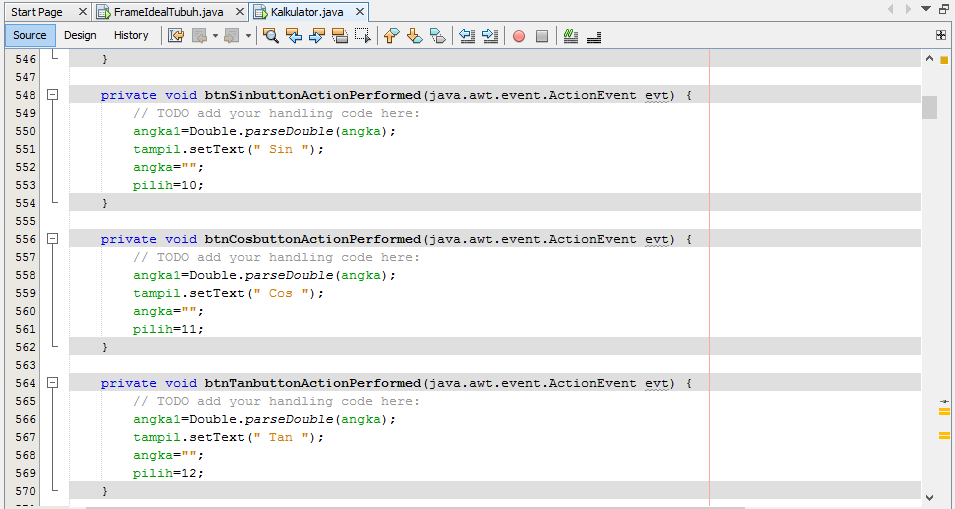 Start Page FrameIdealTubuh.java Kalkulator.java
Source Design History
546 }
547
548 private void btnSinbuttonActionPerformed(java.awt.event.ActionEvent evt) {
549 // TODO add your handling code here:
550 angka1=Double.parseDouble(angka);
551 tampil.setText(" Sin ");
552 angka="";
553 pilih=10;
554 }
555
556 private void btnCosbuttonActionPerformed(java.awt.event.ActionEvent evt) {
557 // TODO add your handling code here:
558 angka1=Double.parseDouble(angka);
559 tampil.setText(" Cos ");
560 angka="";
561 pilih=11;
562 }
563
564 private void btnTanbuttonActionPerformed(java.awt.event.ActionEvent evt) {
565 // TODO add your handling code here:
566 angka1=Double.parseDouble(angka);
567 tampil.setText(" Tan ");
568 angka="";
569 pilih=12;
570 }